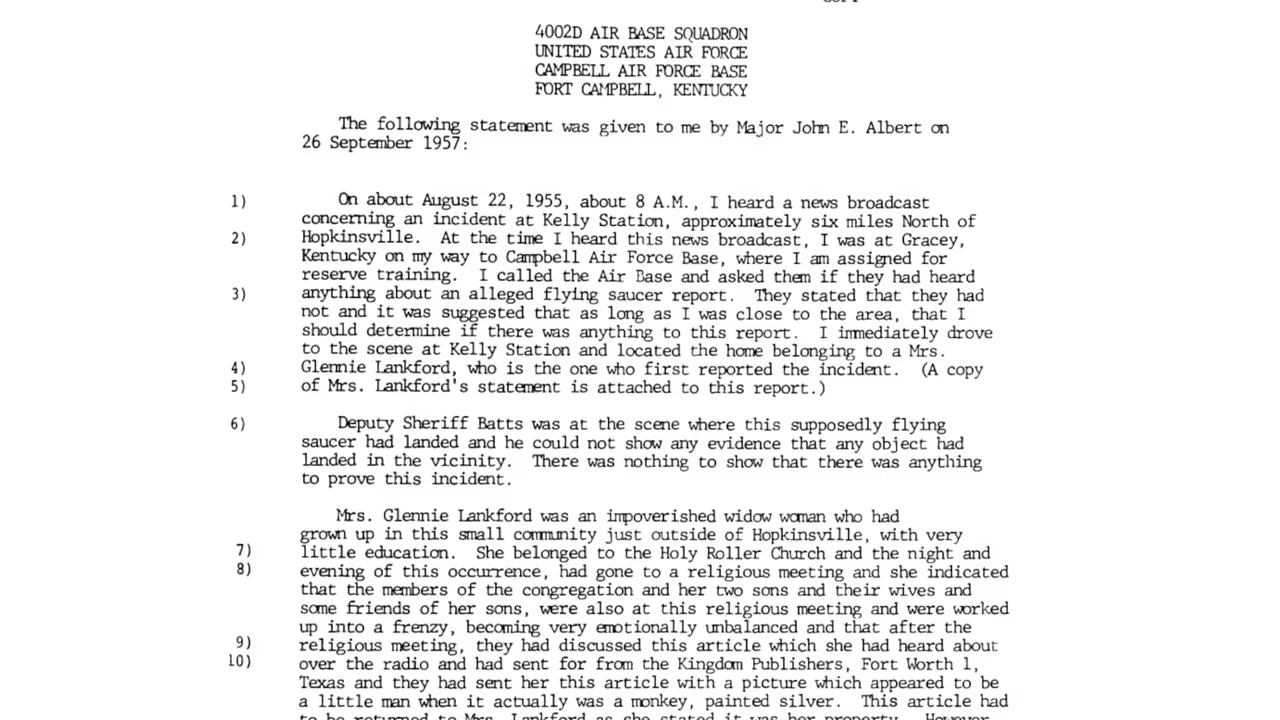 4002D AIR BASE SQUADRON
UNITED STATES AIR FORCE
CAMPBELL AIR FORCE BASE
FORT CAMPBELL, KENTUCKY
The following statement was given to me by Major John E. Albert on
26 September 1957:
1) On about August 22, 1955, about 8 A.M., I heard a news broadcast
concerning an incident at Kelly Station, approximately six miles North of
2) Hopkinsville. At the time I heard this news broadcast, I was at Gracey,
Kentucky on my way to Campbell Air Force Base, where I am assigned for
reserve training. I called the Air Base and asked them if they had heard
3) anything about an alleged flying saucer report. They stated that they had
not and it was suggested that as long as I was close to the area, that I
should determine if there was anything to this report. I immediately drove
to the scene at Kelly Station and located the home belonging to a Mrs.
4) Glennie Lankford, who is the one who first reported the incident. (A copy
5) of Mrs. Lankford's statement is attached to this report.)
6) Deputy Sheriff Batts was at the scene where this supposedly flying
saucer had landed and he could not show any evidence that any object had
landed in the vicinity. There was nothing to show that there was anything
to prove this incident.
Mrs. Glennie Lankford was an impoverished widow woman who had
grown up in this small community just outside of Hopkinsville, with very
7) little education. She belonged to the Holy Roller Church and the night and
8) evening of this occurrence, had gone to a religious meeting and she indicated
that the members of the congregation and her two sons and their wives and
some friends of her sons, were also at this religious meeting and were worked
up into a frenzy, becoming very emotionally unbalanced and that after the
9) religious meeting, they had discussed this article which she had heard about
10) over the radio and had sent for from the Kingdom Publishers, Fort Worth 1,
Texas and they had sent her this article with a picture which appeared to be
a little man when it actually was a monkey, painted silver. This article had
to be returned to Mrs. Lankford as she stated it was her property. However